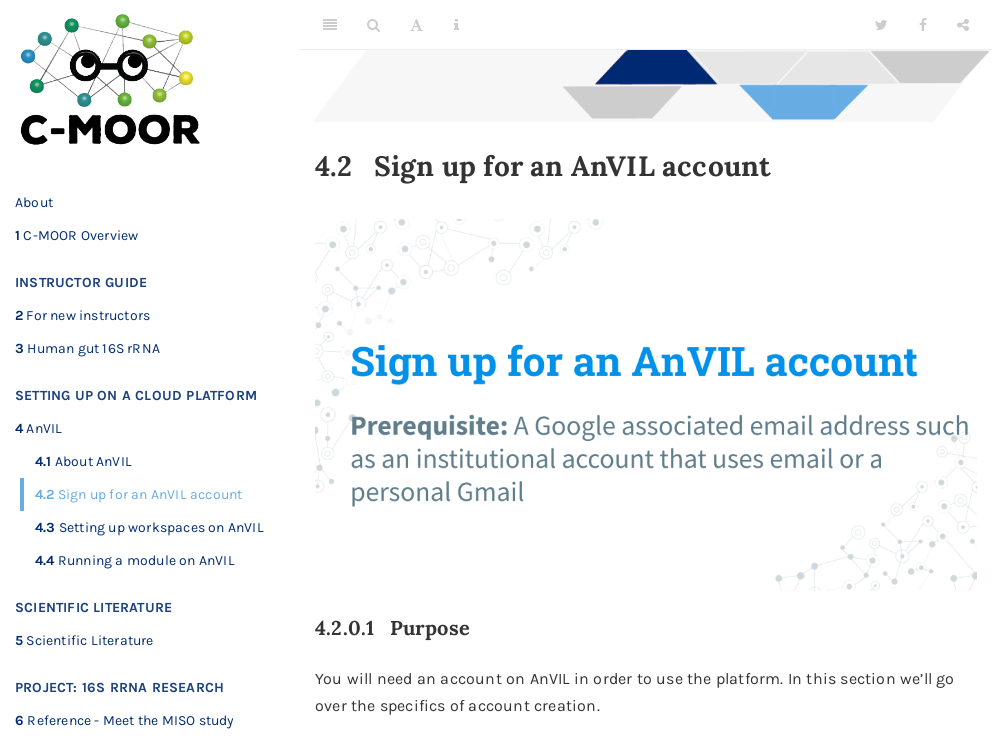 C-MOOR
About
1 C-MOOR Overview
INSTRUCTOR GUIDE
2 For new instructors
3 Human gut 16S rRNA
SETTING UP ON A CLOUD PLATFORM
4 AnVIL
4.1 About AnVIL
4.2 Sign up for an AnVIL account
4.3 Setting up workspaces on AnVIL
4.4 Running a module on AnVIL
SCIENTIFIC LITERATURE
5 Scientific Literature
PROJECT: 16S RRNA RESEARCH
6 Reference - Meet the MISO study
4.2 Sign up for an AnVIL account
Sign up for an AnVIL account
Prerequisite: A Google associated email address such
as an institutional account that uses email or a
personal Gmail
4.2.0.1 Purpose
You will need an account on AnVIL in order to use the platform. In this section we’ll go
over the specifics of account creation.